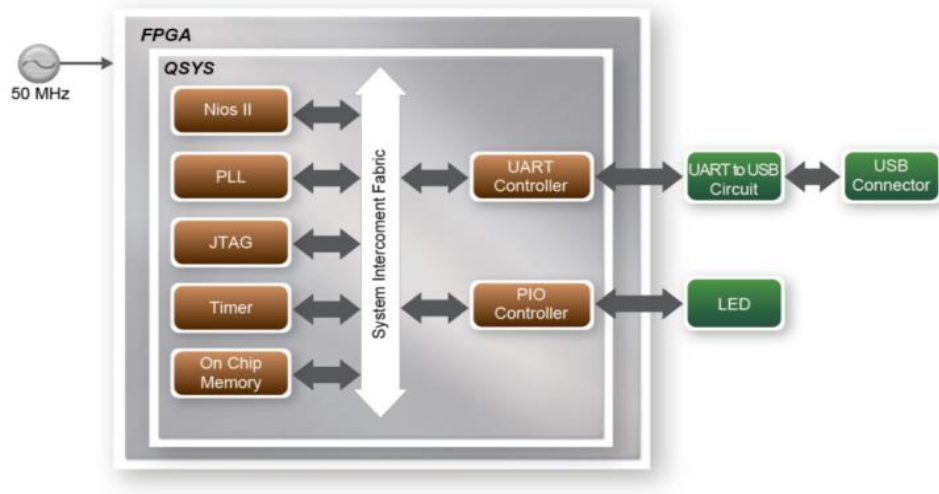 FPGA
QSYS
50 MHz
Nios II
PLL
JTAG
Timer
On Chip
Memory
System Intercoment Fabric
UART
Controller
PIO
Controller
UART to USB
Circuit
USB
Connector
LED